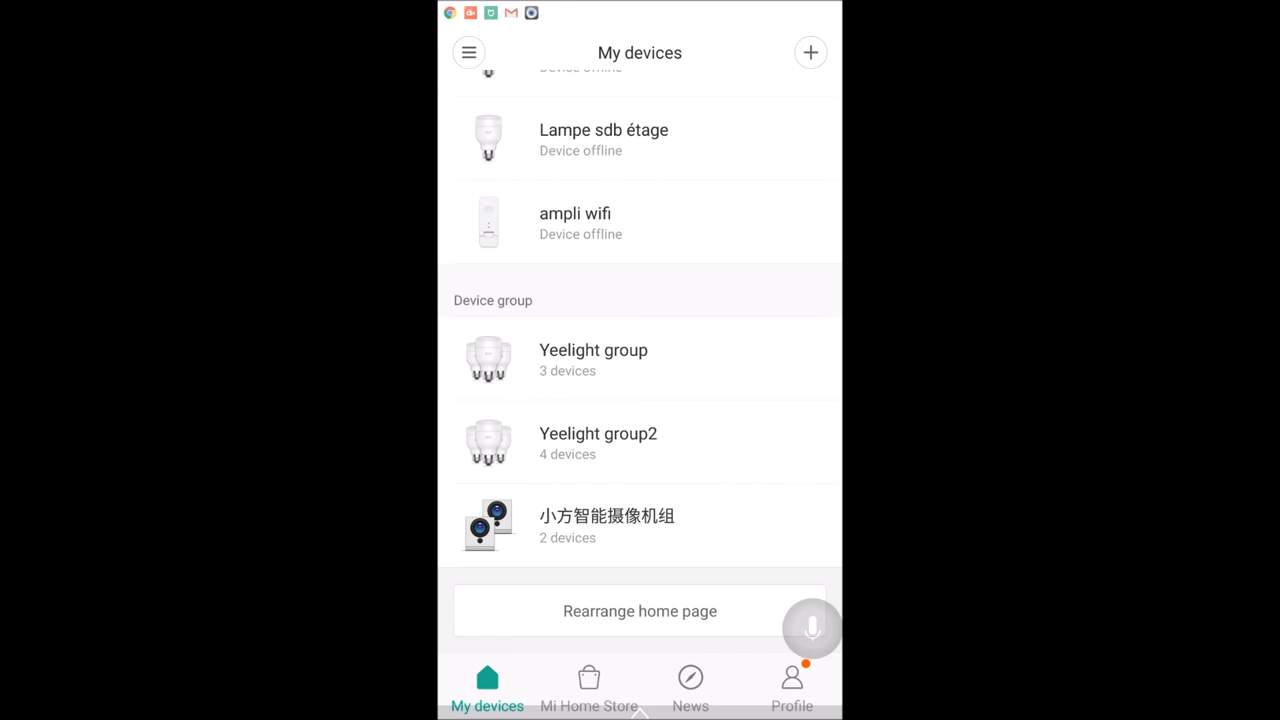 My devices
Device offline
Lampe sdb étage
Device offline
ampli wifi
Device offline
Device group
Yeelight group
3 devices
Yeelight group2
4 devices
小方智能摄像机组
2 devices
Rearrange home page
My devices
Mi Home Store
News
Profile